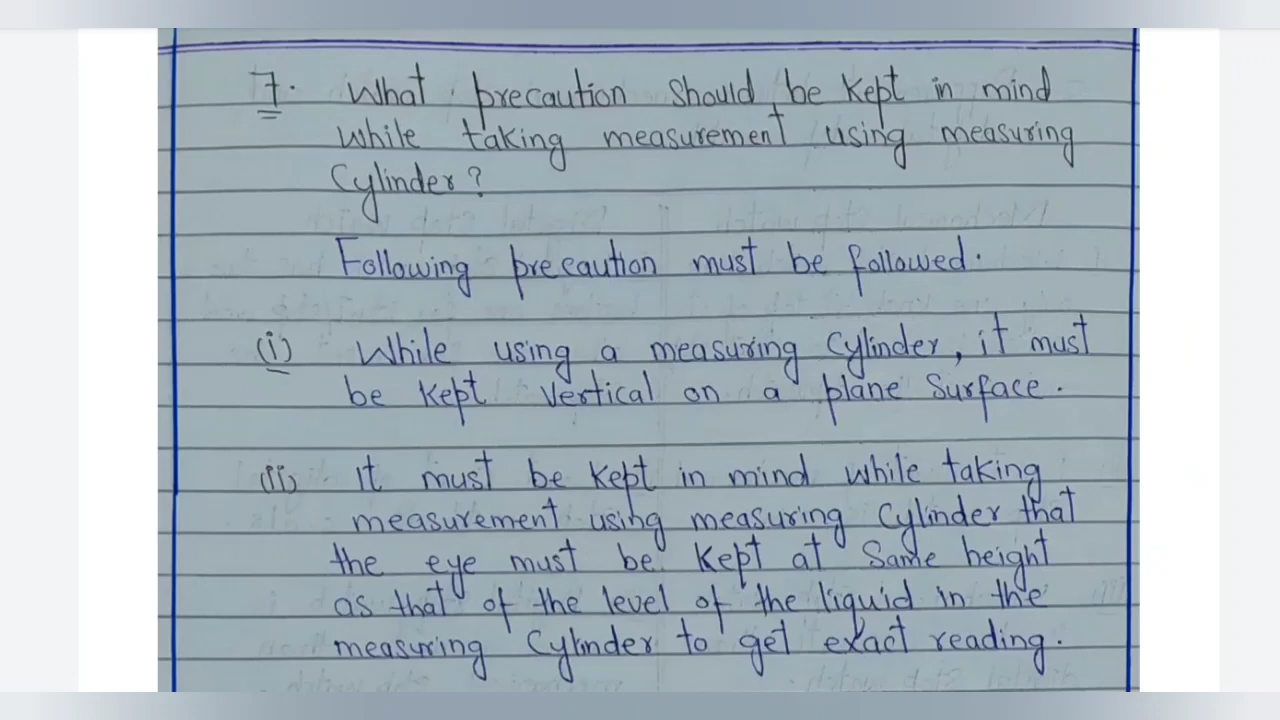 7. What precaution should be kept in mind
while taking measurement using measuring
Cylinder?
Following precaution must be followed.
(i) While using a measuring Cylinder, it must
be kept vertical on a plane surface.
(ii) It must be kept in mind while taking
measurement using measuring Cylinder that
the eye must be kept at same height
as that of the level of the liquid in the
measuring Cylinder to get exact reading.